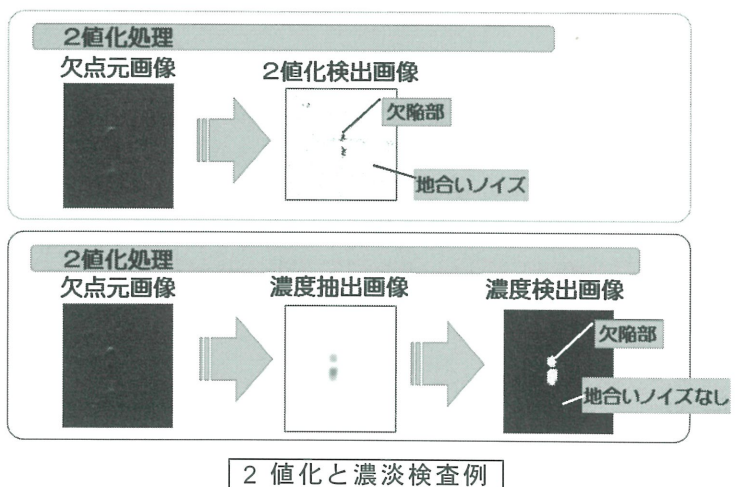 2値化処理
欠点元画像
2値化検出画像
欠陥部
地合いノイズ
2値化処理
欠点元画像
濃度抽出画像
濃度検出画像
欠陥部
地合いノイズなし
2 値化と濃淡検査例